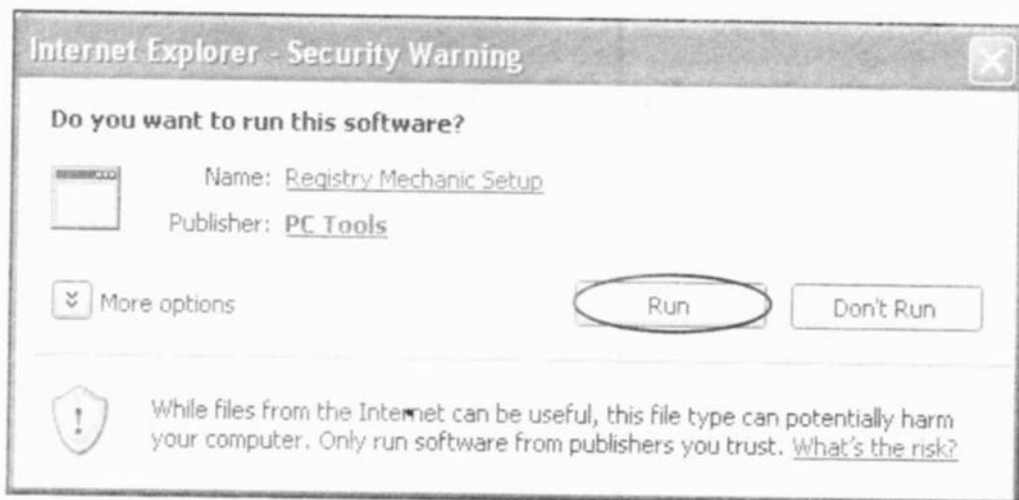 Internet Explorer - Security Warning
Do you want to run this software?
Name: Registry Mechanic Setup
Publisher: PC Tools
More options
Run
Don't Run
While files from the Internet can be useful, this file type can potentially harm
your computer. Only run software from publishers you trust. What's the risk?